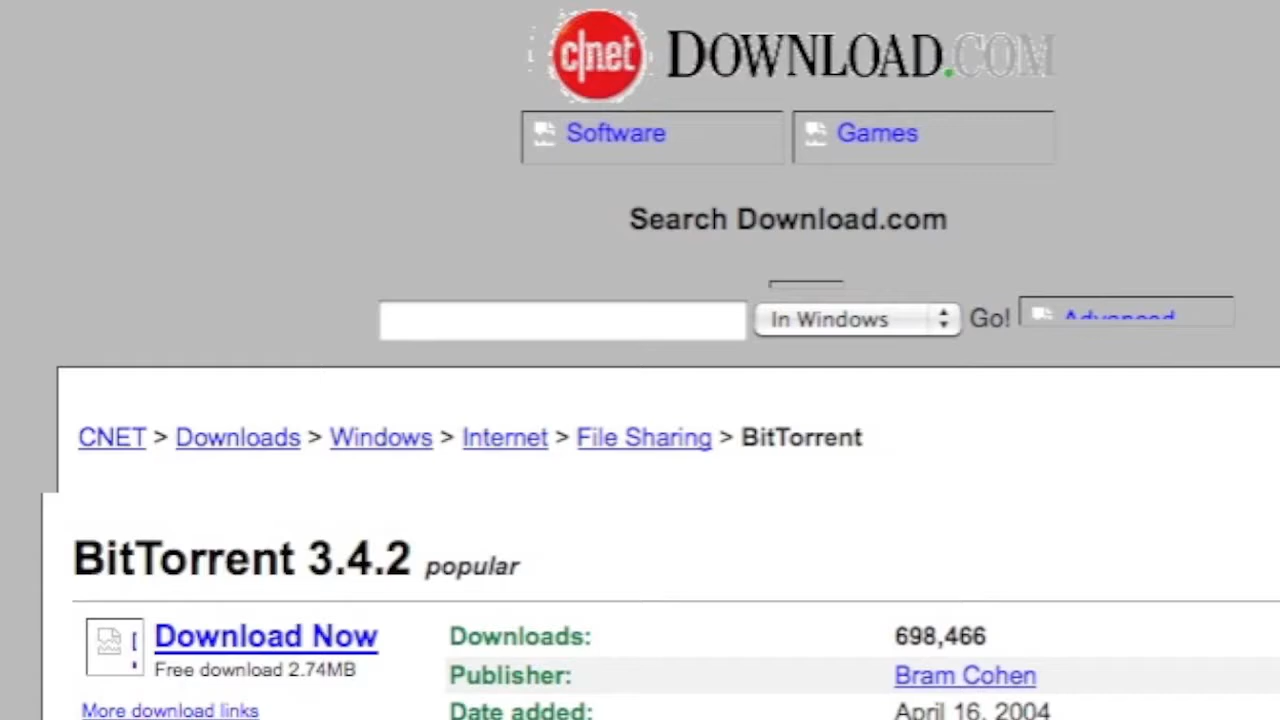 c|net DOWNLOAD.COM
Software Games
Search Download.com
In Windows Go! Advanced
CNET > Downloads > Windows > Internet > File Sharing > BitTorrent
BitTorrent 3.4.2 popular
Download Now Downloads: 698,466
Free download 2.74MB Publisher: Bram Cohen
More download links Date added: April 16, 2004